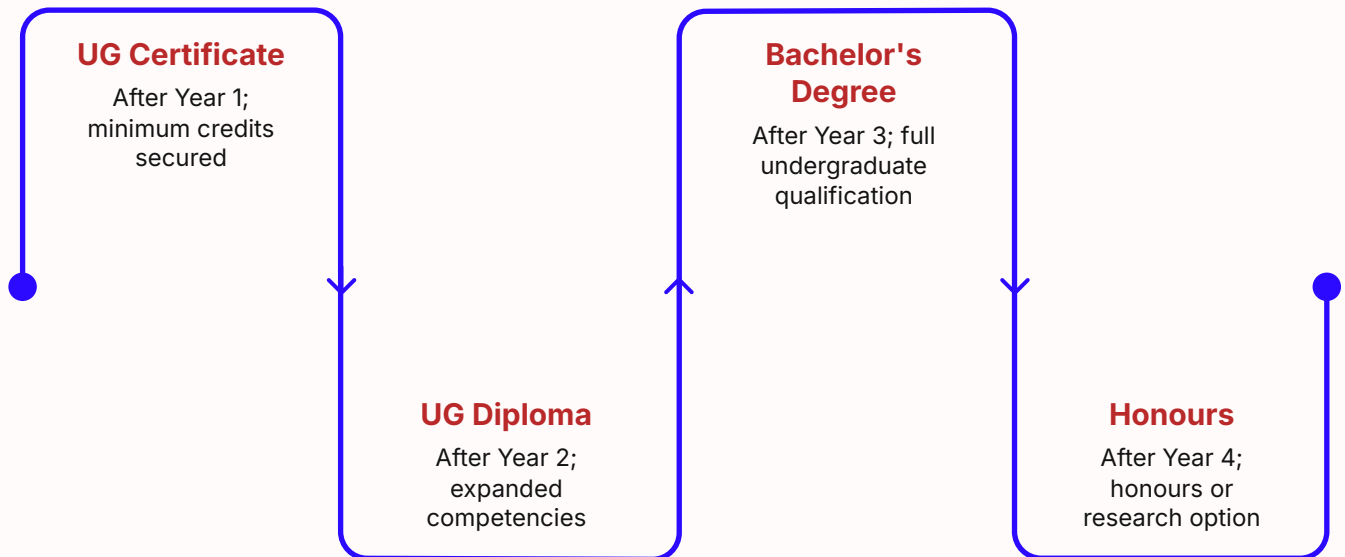 UG Certificate
After Year 1;
minimum credits
secured
UG Diploma
After Year 2;
expanded
competencies
Bachelor's
Degree
After Year 3; full
undergraduate
qualification
Honours
After Year 4;
honours or
research option